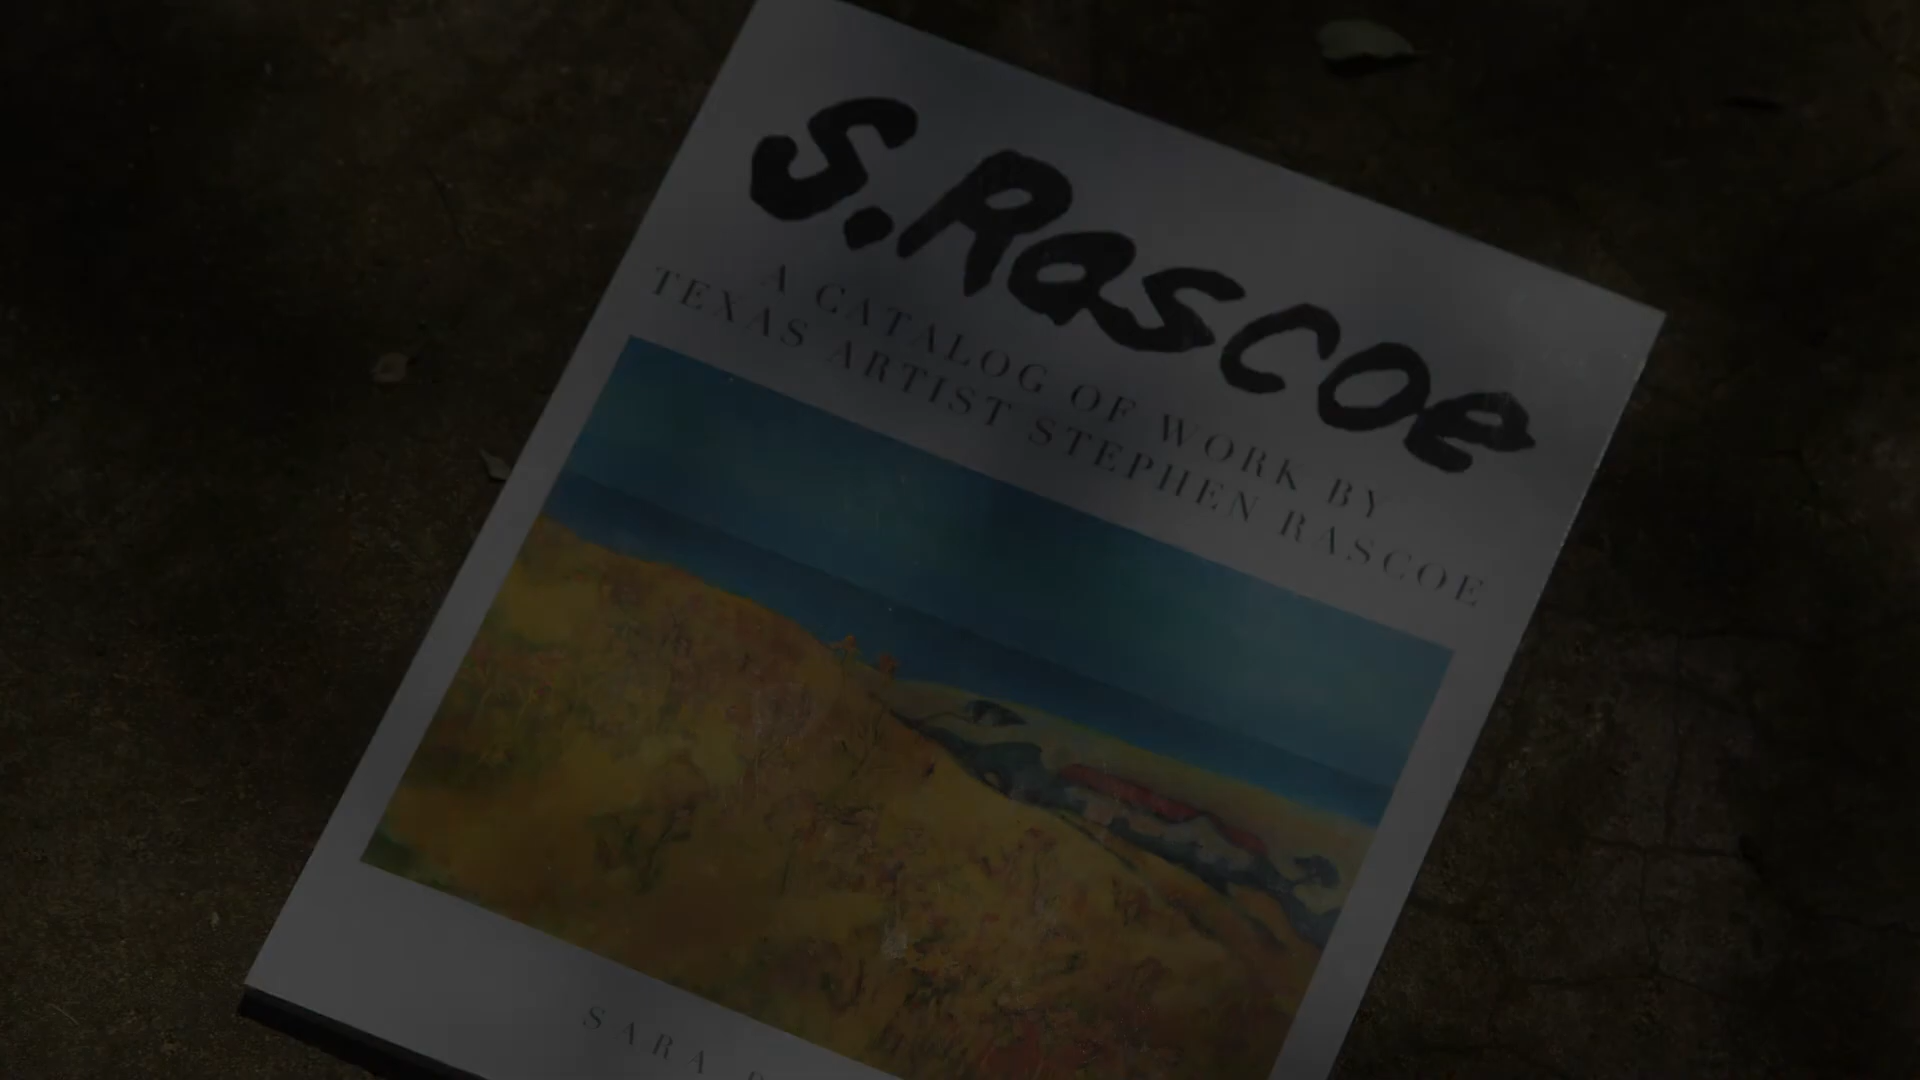 S. Rascoe
A CATALOG OF WORK BY
TEXAS ARTIST STEPHEN RASCOE
SARA